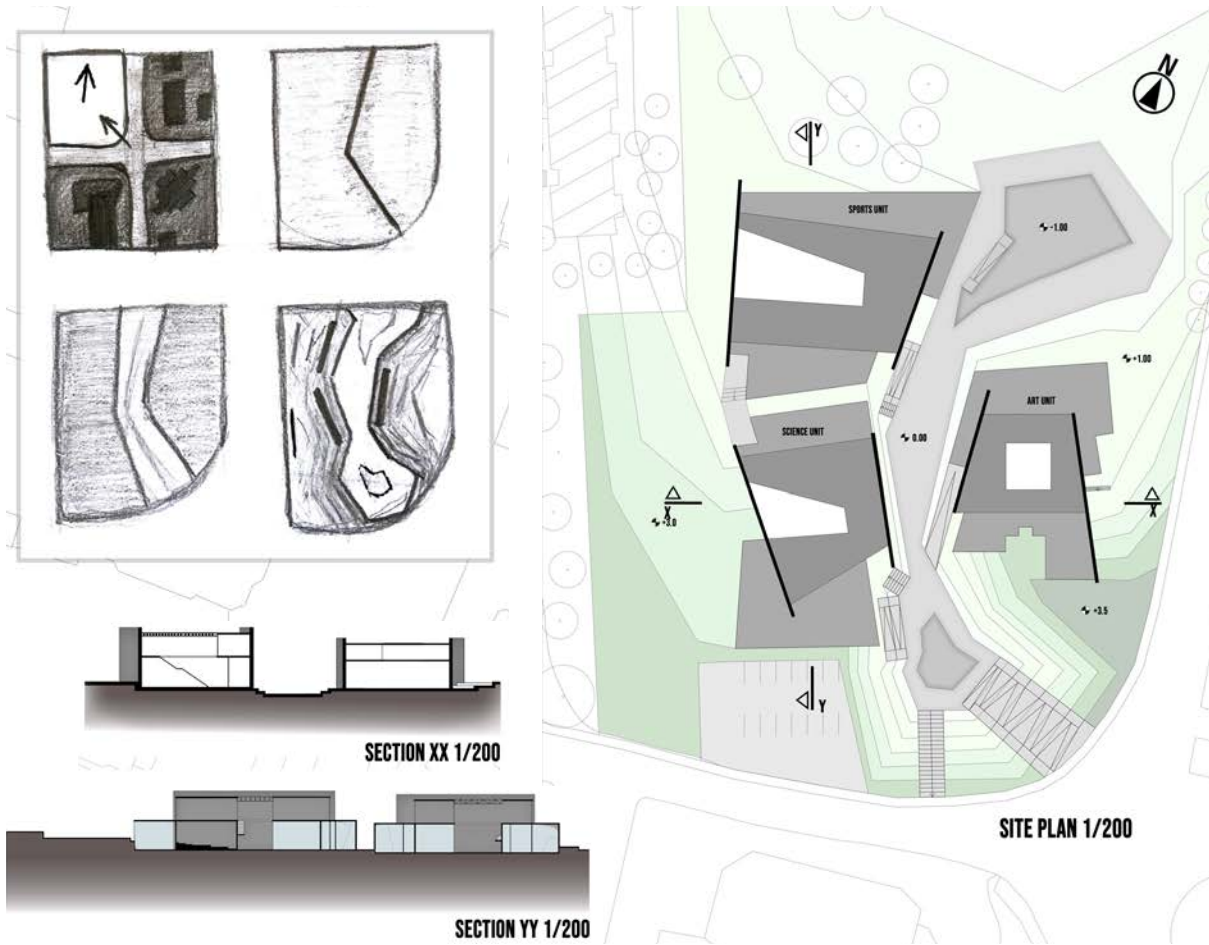 N
Y
SPORTS UNIT
-1.00
+1.00
ART UNIT
SCIENCE UNIT
0.00
X
X
+3.0
+3.5
Y
SECTION XX 1/200
SITE PLAN 1/200
SECTION YY 1/200